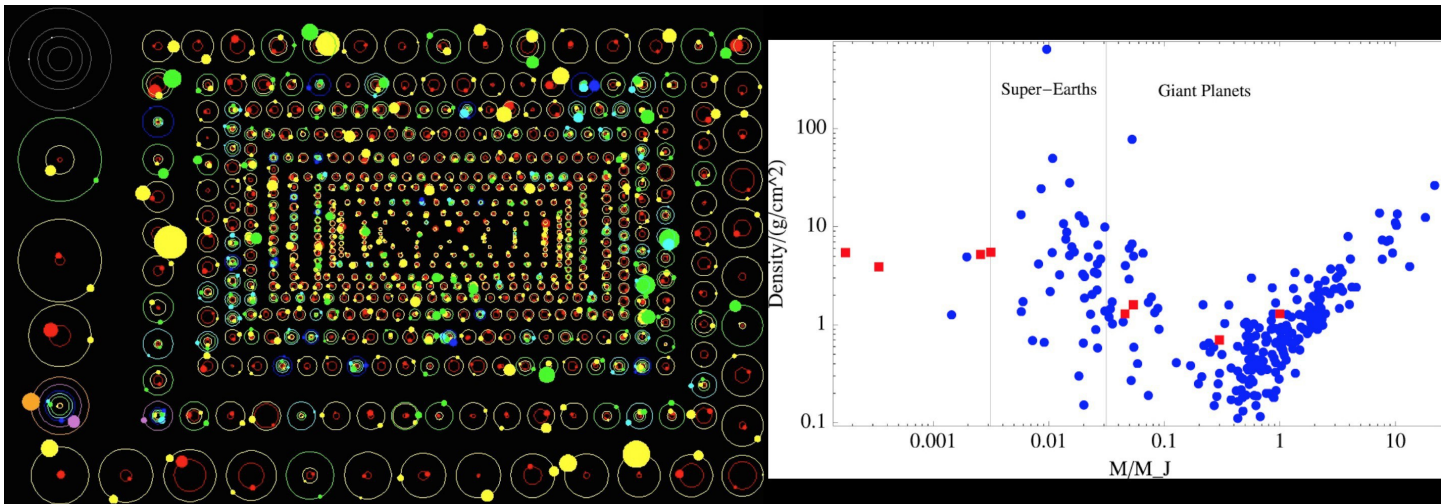 Super−Earths
Giant Planets
100
10
1
0.1
Density/(g/cm^2)
0.001
0.01
0.1
1
10
M/M_J